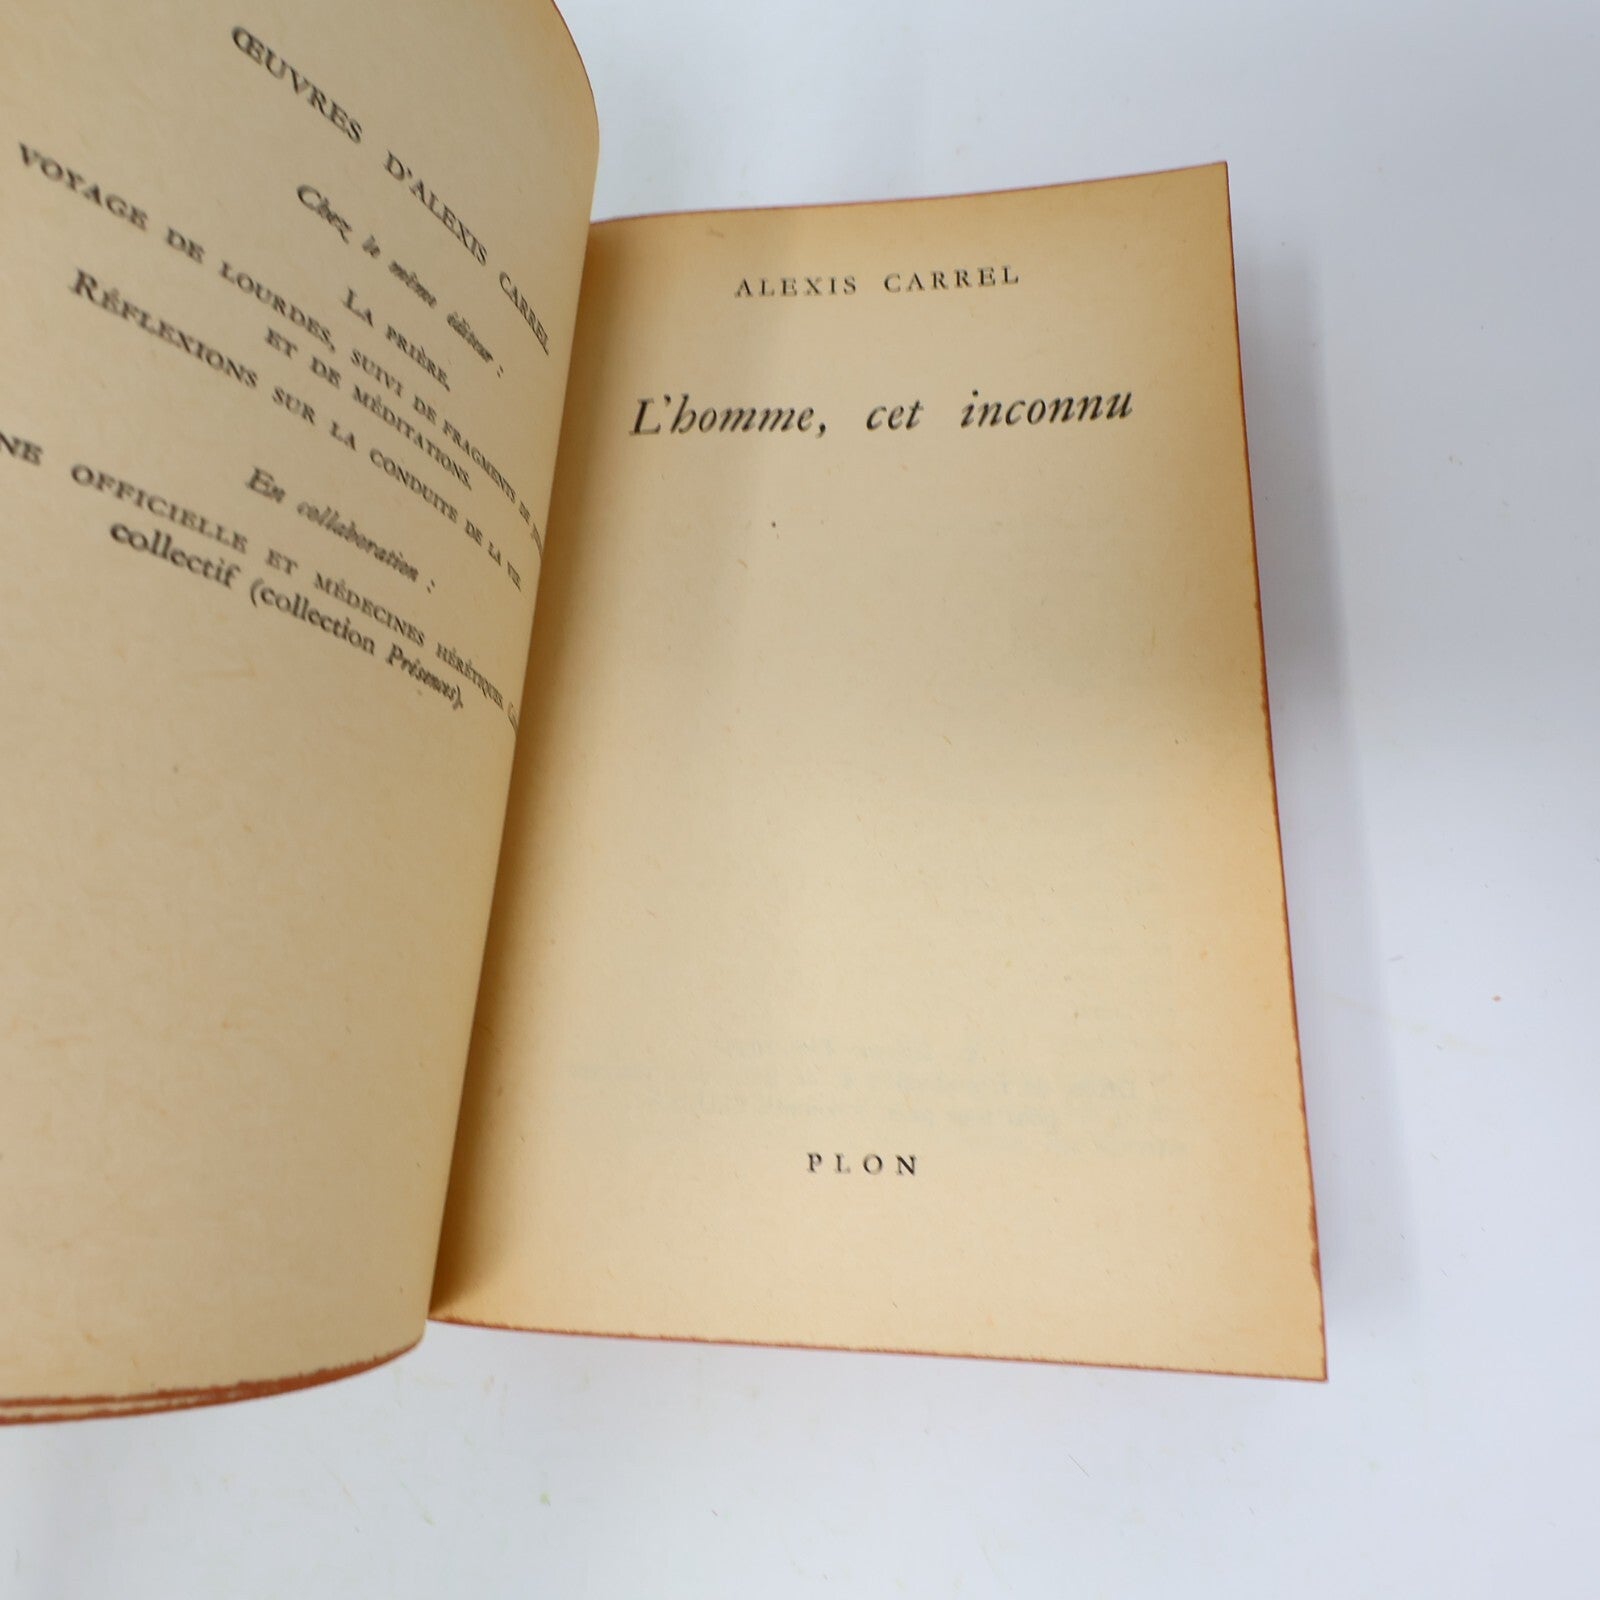 ŒUVRES D'ALEXIS CARREL
Chez le même éditeur :
LA PRIÈRE.
VOYAGE DE LOURDES, SUIVI DE FRAGMENTS DE
ET DE MÉDITATIONS.
RÉFLEXIONS SUR LA CONDUITE DE LA VIE
En collaboration :
NE OFFICIELLE ET MÉDECINES HÉRÉTIQUES
collectif (collection Présences).
ALEXIS CARREL
L'homme, cet inconnu
PLON